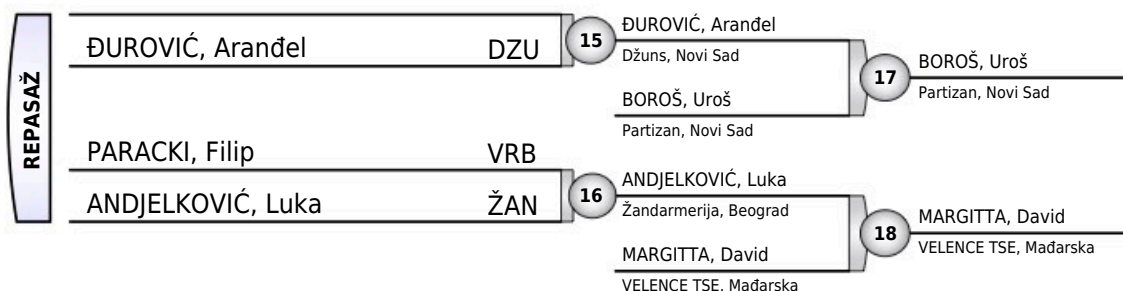 REPASAŽ
ĐUROVIĆ, Aranđel DZU
PARACKI, Filip VRB
ANDJELKOVIĆ, Luka ŽAN
15
16
ĐUROVIĆ, Aranđel
Džuns, Novi Sad
BOROŠ, Uroš
Partizan, Novi Sad
ANDJELKOVIĆ, Luka
Žandarmerija, Beograd
MARGITTA, David
VELENCE TSE, Mađarska
17
18
BOROŠ, Uroš
Partizan, Novi Sad
MARGITTA, David
VELENCE TSE, Mađarska